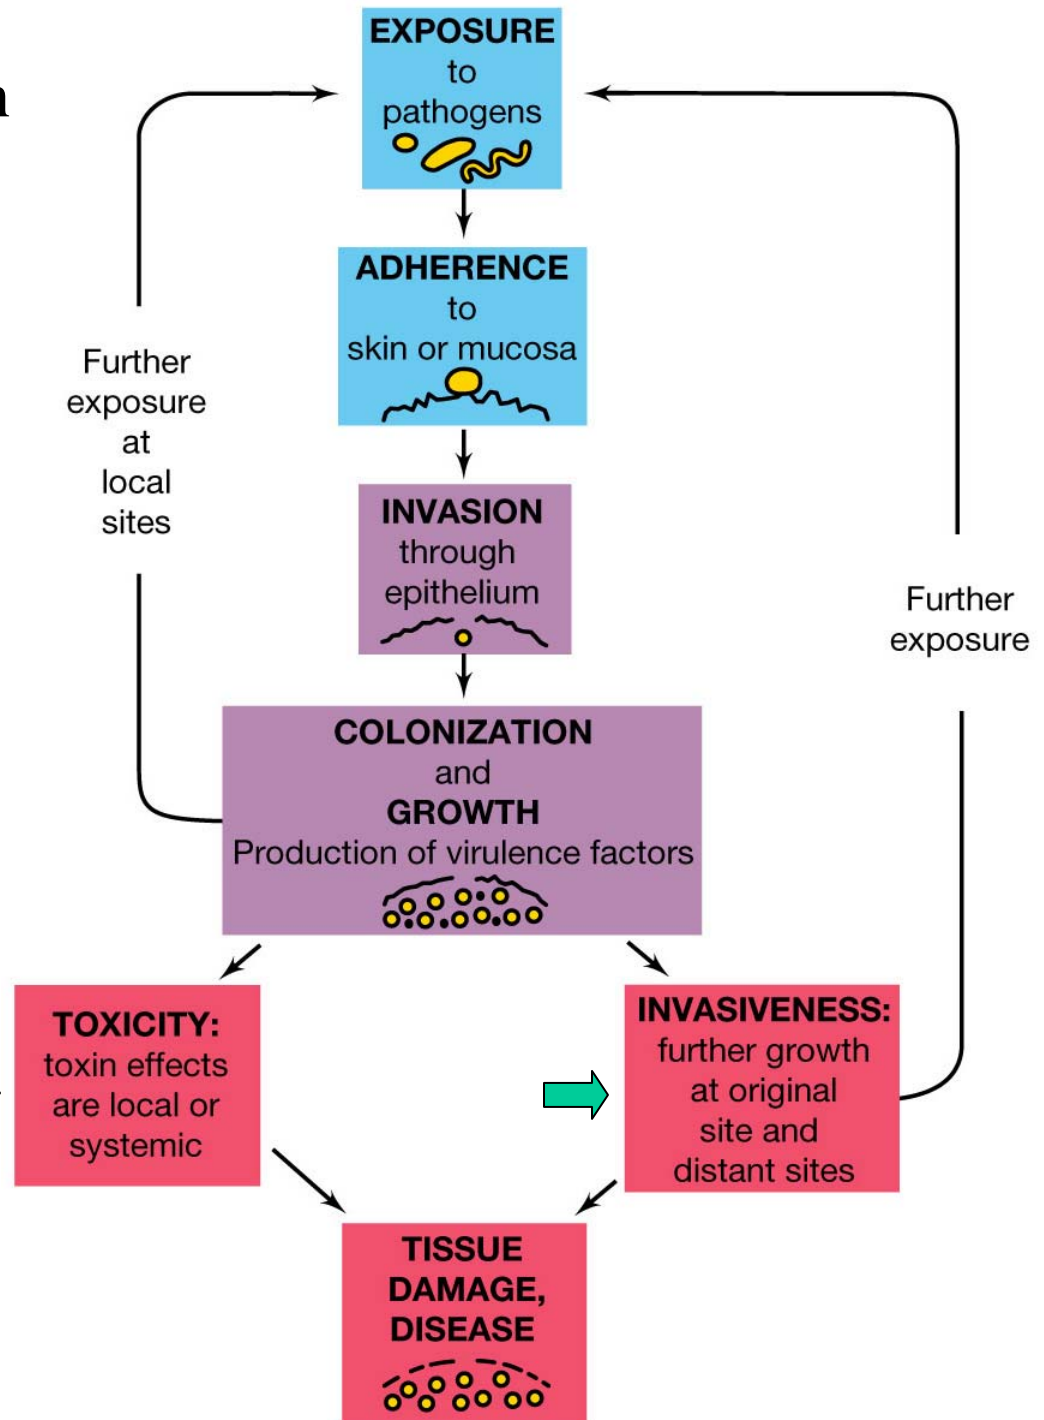 EXPOSURE
to
pathogens
ADHERENCE
to
skin or mucosa
Further
exposure
at
local
sites
INVASION
through
epithelium
Further
exposure
COLONIZATION
and
GROWTH
Production of virulence factors
TOXICITY:
toxin effects
are local or
systemic
INVASIVENESS:
further growth
at original
site and
distant sites
TISSUE
DAMAGE,
DISEASE